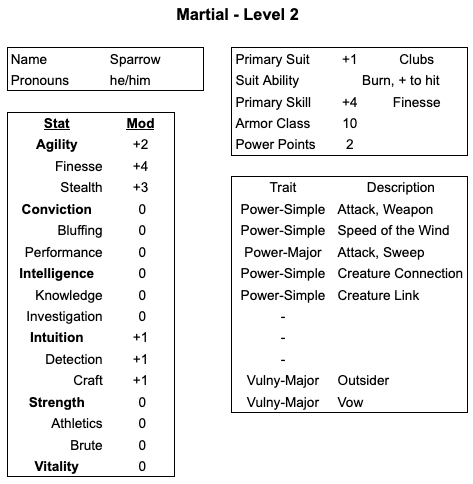 Martial - Level 2
Name Sparrow
Pronouns he/him
Stat Mod
Agility +2
Finesse +4
Stealth +3
Conviction 0
Bluffing 0
Performance 0
Intelligence 0
Knowledge 0
Investigation 0
Intuition +1
Detection +1
Craft +1
Strength 0
Athletics 0
Brute 0
Vitality 0
Primary Suit +1 Clubs
Suit Ability Burn, + to hit
Primary Skill +4 Finesse
Armor Class 10
Power Points 2
Trait Description
Power-Simple Attack, Weapon
Power-Simple Speed of the Wind
Power-Major Attack, Sweep
Power-Simple Creature Connection
Power-Simple Creature Link
-
-
-
Vulny-Major Outsider
Vulny-Major Vow